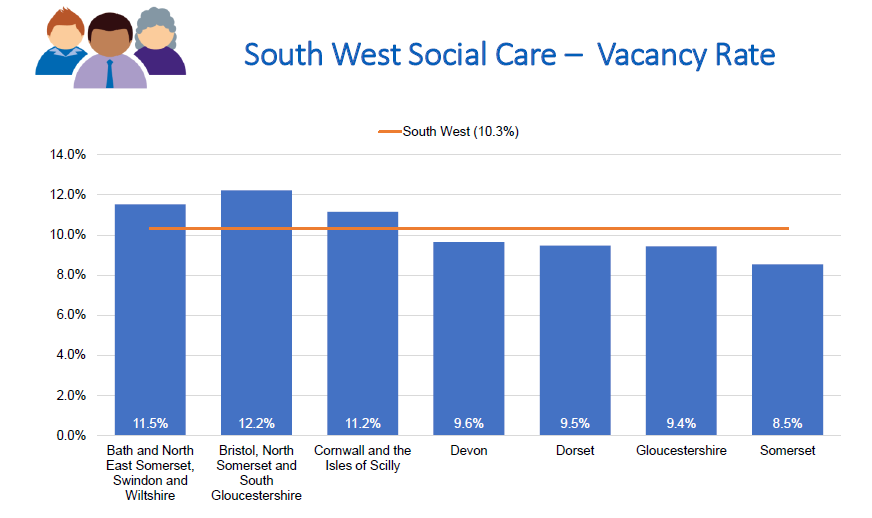 South West Social Care – Vacancy Rate
South West (10.3%)
14.0%
12.0%
10.0%
8.0%
6.0%
4.0%
2.0%
0.0%
11.5%
12.2%
11.2%
9.6%
9.5%
9.4%
8.5%
Bath and North
East Somerset,
Swindon and
Wiltshire
Bristol, North
Somerset and
South
Gloucestershire
Cornwall and the
Isles of Scilly
Devon
Dorset
Gloucestershire
Somerset